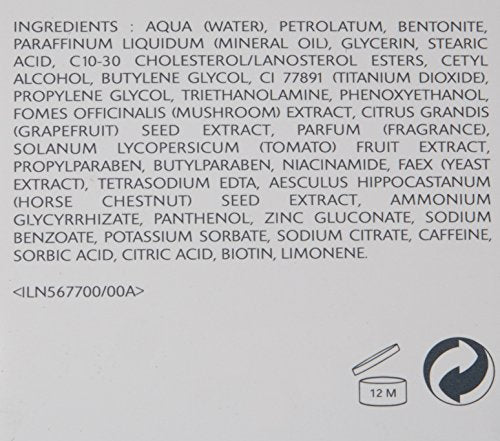 INGREDIENTS : AQUA (WATER), PETROLATUM, BENTONITE,
PARAFFINUM LIQUIDUM (MINERAL OIL), GLYCERIN, STEARIC
ACID, C10-30 CHOLESTEROL/LANOSTEROL ESTERS, CETYL
ALCOHOL, BUTYLENE GLYCOL, CI 77891 (TITANIUM DIOXIDE),
PROPYLENE GLYCOL, TRIETHANOLAMINE, PHENOXYETHANOL,
FOMES OFFICINALIS (MUSHROOM) EXTRACT, CITRUS GRANDIS
(GRAPEFRUIT) SEED EXTRACT, PARFUM (FRAGRANCE),
SOLANUM LYCOPERSICUM (TOMATO) FRUIT EXTRACT,
PROPYLPARABEN, BUTYLPARABEN, NIACINAMIDE, FAEX (YEAST
EXTRACT), TETRASODIUM EDTA, AESCULUS HIPPOCASTANUM
(HORSE CHESTNUT) SEED EXTRACT, AMMONIUM
GLYCYRRHIZATE, PANTHENOL, ZINC GLUCONATE, SODIUM
BENZOATE, POTASSIUM SORBATE, SODIUM CITRATE, CAFFEINE,
SORBIC ACID, CITRIC ACID, BIOTIN, LIMONENE.
<ILN567700/00A>
12 M